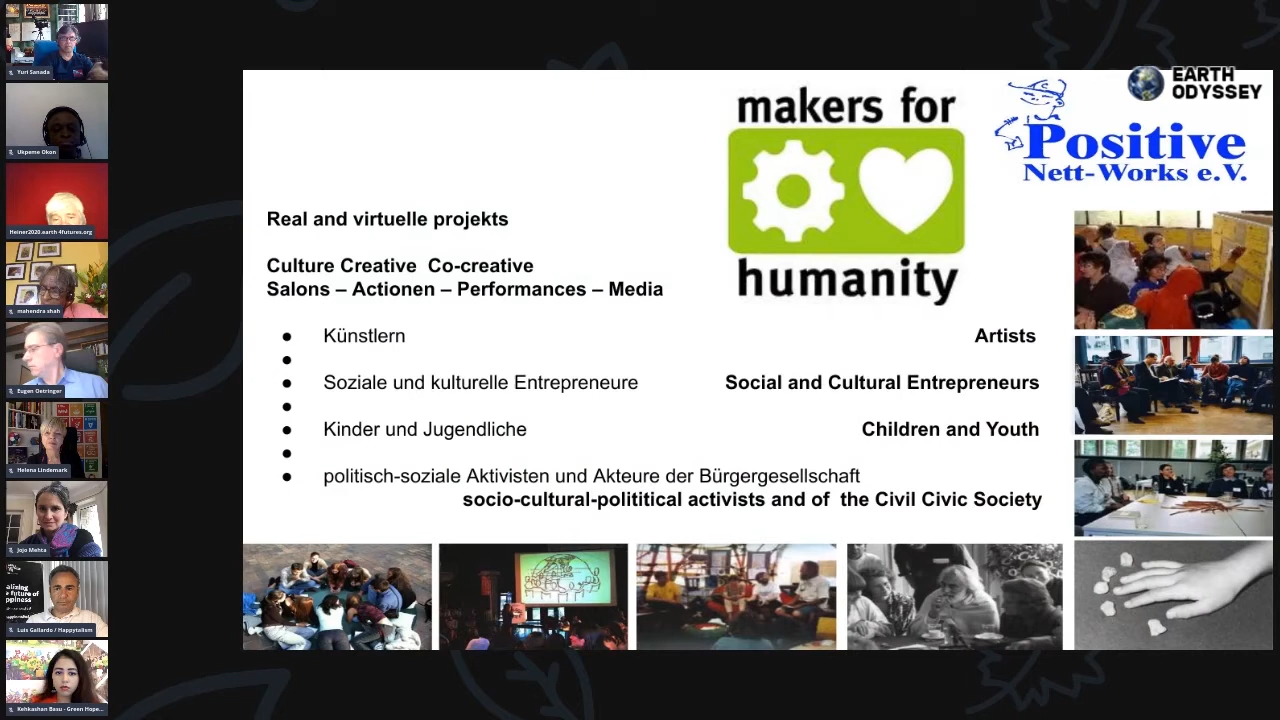 Yuri Sanada
Ukpeme Okon
Heiner2020.earth 4futures.org
mahendra shah
Eugen Oetringer
Helena Lindemark
Jojo Mehta
Luis Gallardo / Happytalism
Kehkashan Basu - Green Hope...
makers for
humanity
Positive
Nett-Works e.V.
EARTH
ODYSSEY
Real and virtuelle projekts
Culture Creative Co-creative
Salons – Actionen – Performances – Media
● Künstlern Artists
●
● Soziale und kulturelle Entrepreneure Social and Cultural Entrepreneurs
●
● Kinder und Jugendliche Children and Youth
●
● politisch-soziale Aktivisten und Akteure der Bürgergesellschaft
socio-cultural-polititical activists and of the Civil Civic Society